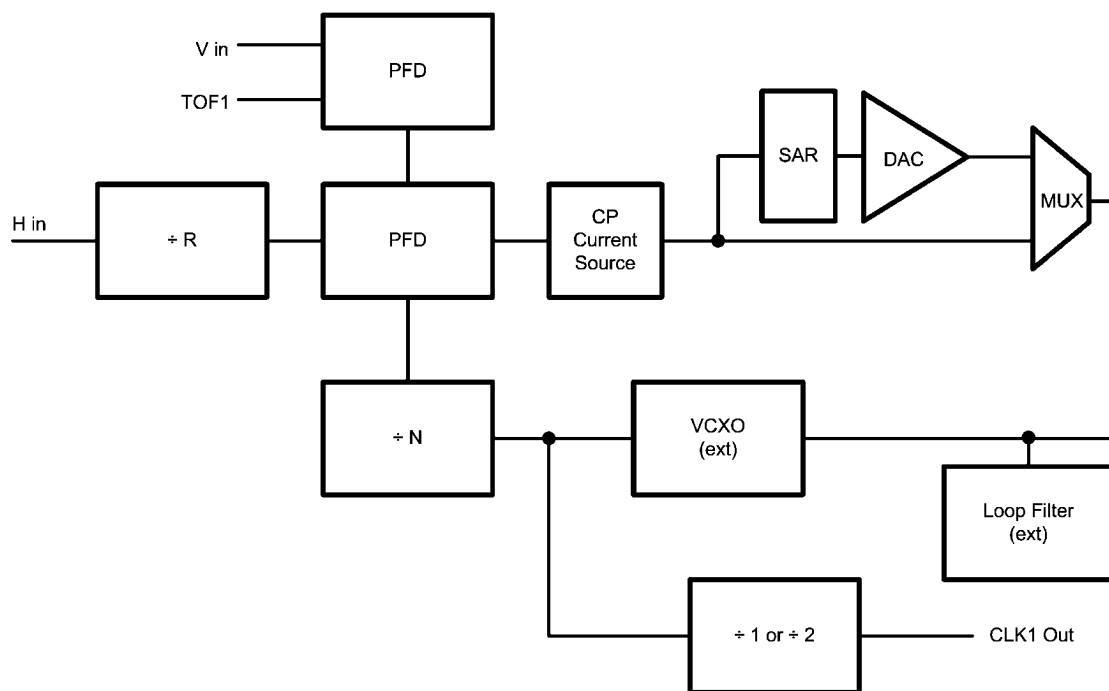 V in
TOF1
PFD
SAR
DAC
MUX
H in
÷ R
PFD
CP
Current
Source
÷ N
VCXO
(ext)
Loop Filter
(ext)
÷ 1 or ÷ 2
CLK1 Out